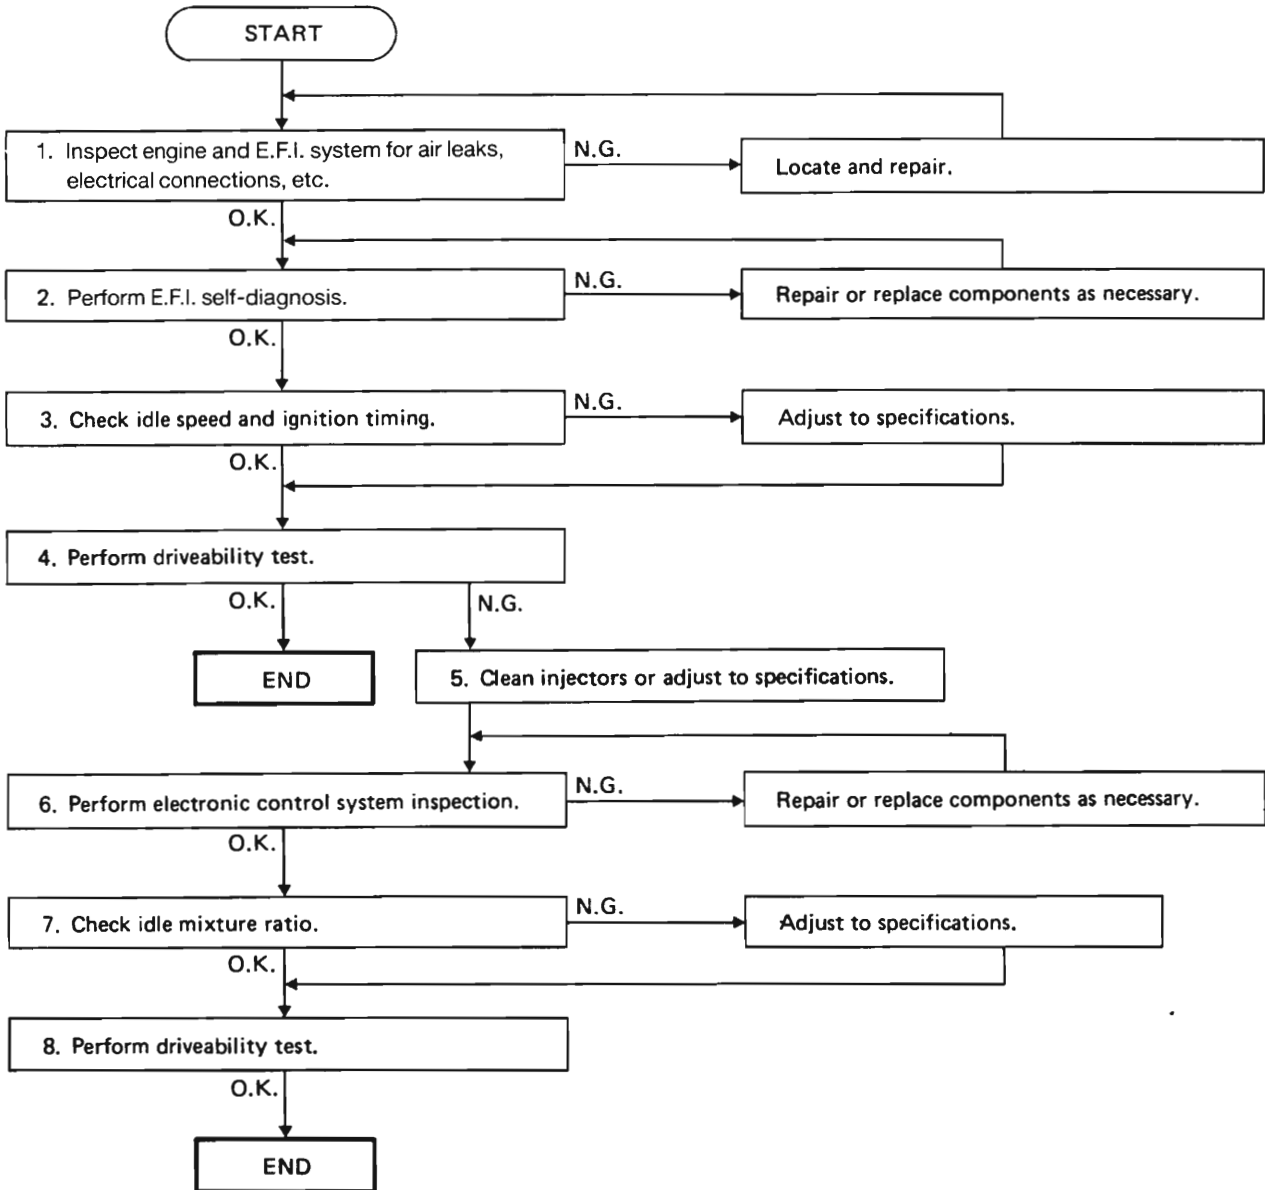 START
1. Inspect engine and E.F.I. system for air leaks,
electrical connections, etc.
N.G.
Locate and repair.
O.K.
2. Perform E.F.I. self-diagnosis.
N.G.
Repair or replace components as necessary.
O.K.
3. Check idle speed and ignition timing.
N.G.
Adjust to specifications.
O.K.
4. Perform driveability test.
O.K.
N.G.
END
5. Clean injectors or adjust to specifications.
6. Perform electronic control system inspection.
N.G.
Repair or replace components as necessary.
O.K.
7. Check idle mixture ratio.
N.G.
Adjust to specifications.
O.K.
8. Perform driveability test.
O.K.
END